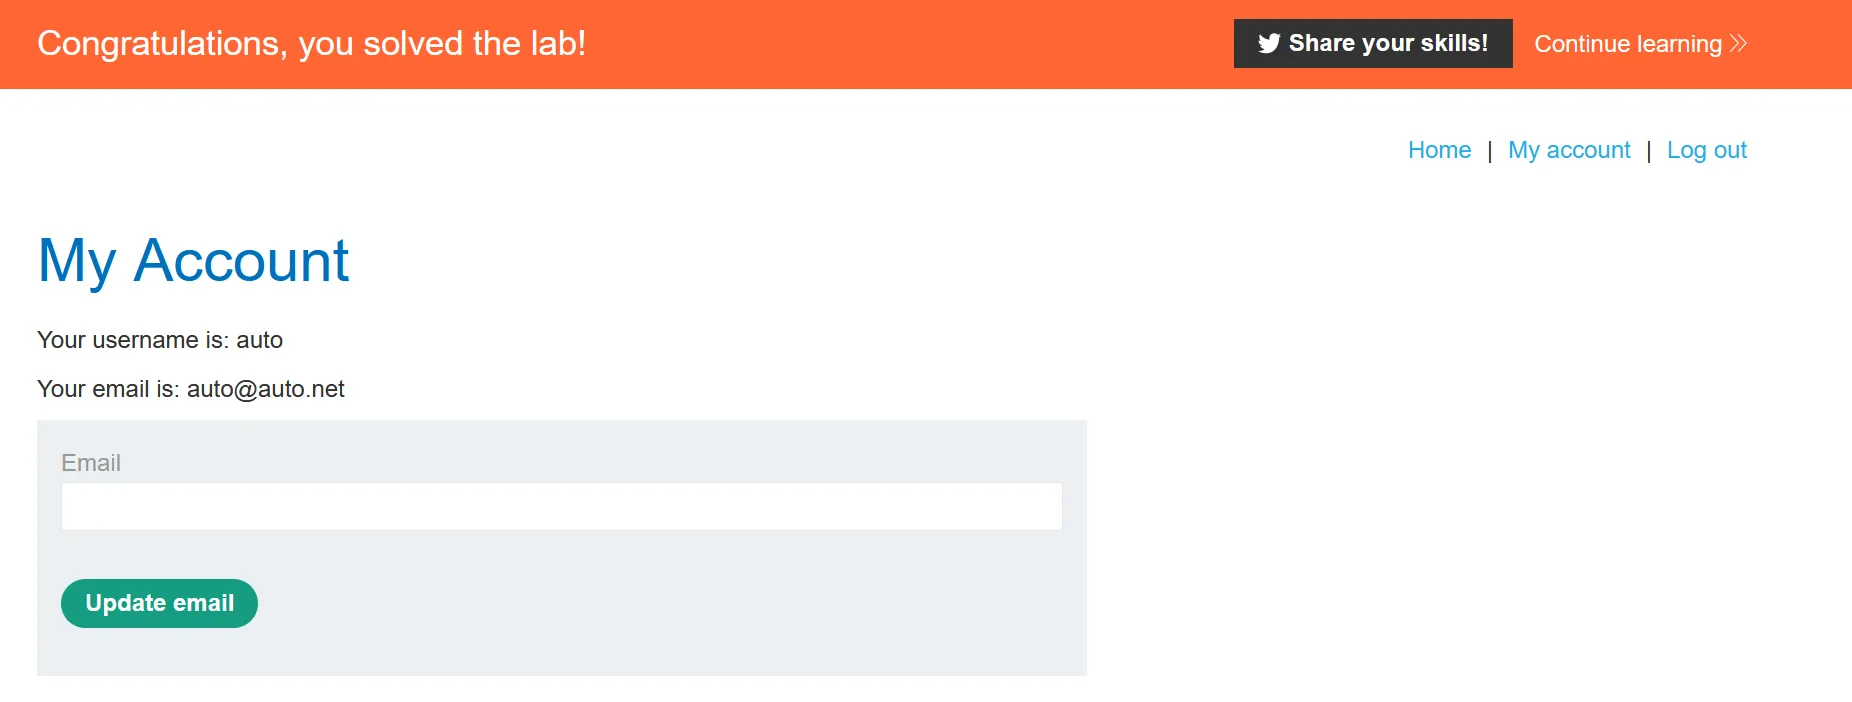 Congratulations, you solved the lab!
Share your skills!
Continue learning
Home | My account | Log out
My Account
Your username is: auto
Your email is: auto@auto.net
Email
Update email